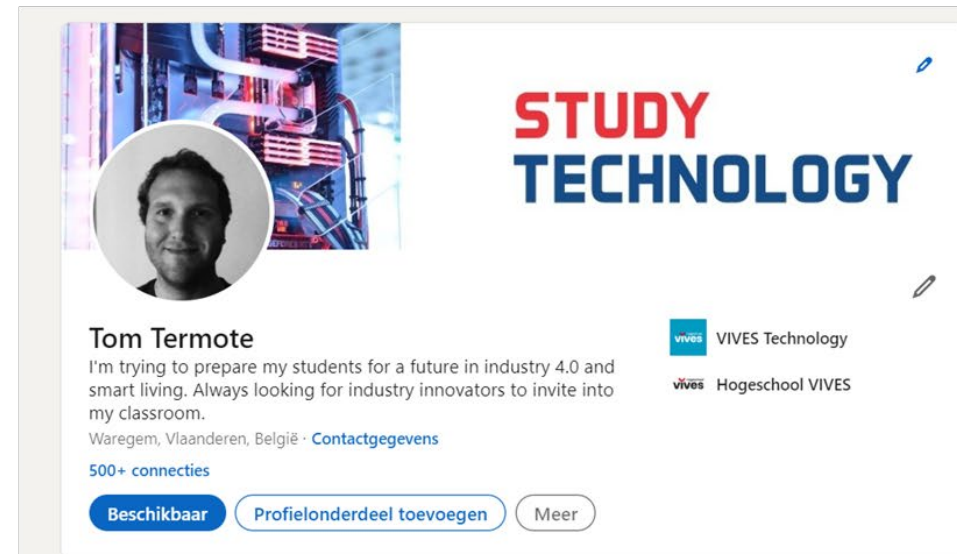 STUDY
TECHNOLOGY
Tom Termote
I'm trying to prepare my students for a future in industry 4.0 and
smart living. Always looking for industry innovators to invite into
my classroom.
Waregem, Vlaanderen, België · Contactgegevens
500+ connecties
Beschikbaar
Profielonderdeel toevoegen
Meer
vives
VIVES Technology
vives
Hogeschool VIVES